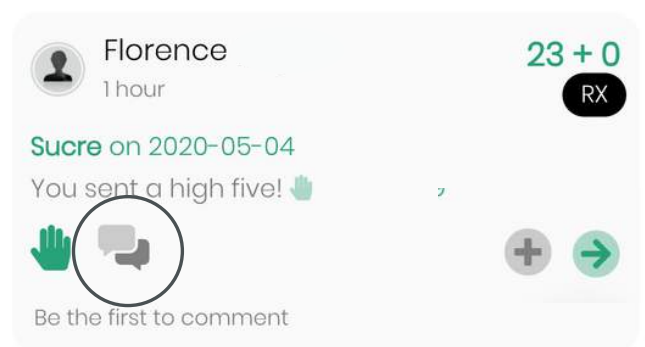 Florence
23 + 0
1 hour
RX
Sucre on 2020-05-04
You sent a high five!
Be the first to comment